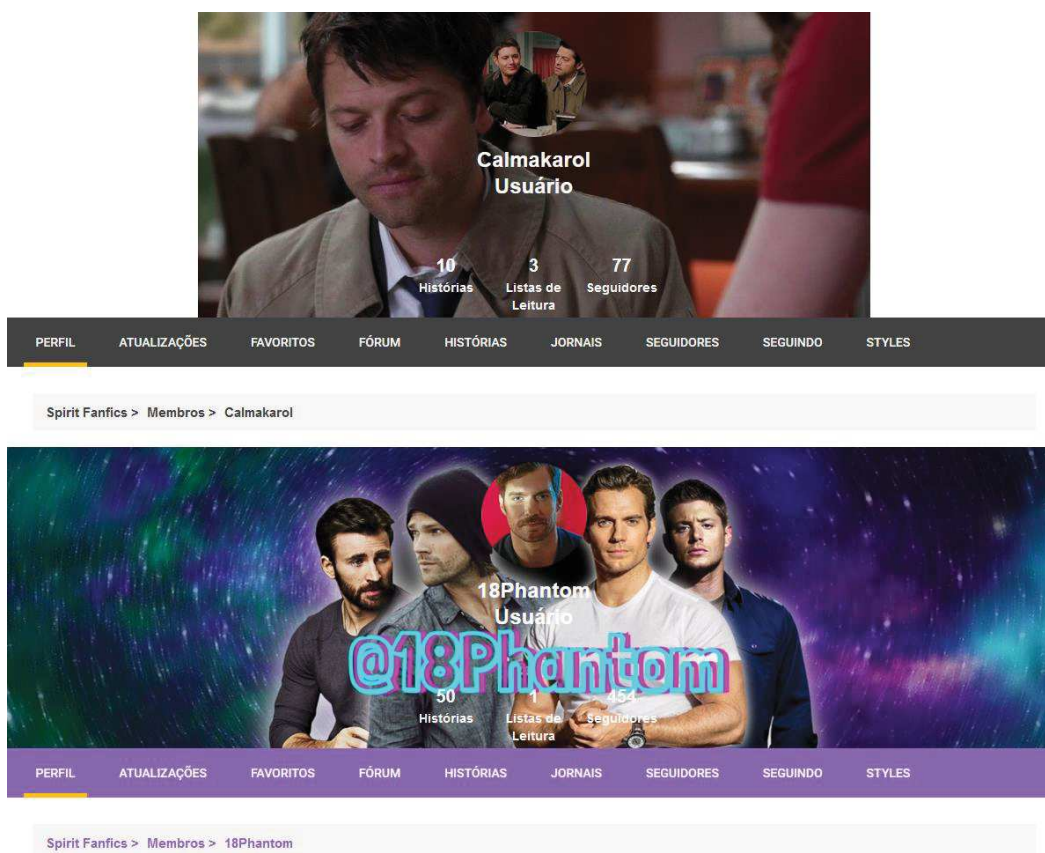 Calmakarol
Usuário
10 3 77
Histórias Listas de Leitura Seguidores
PERFIL ATUALIZAÇÕES FAVORITOS FÓRUM HISTÓRIAS JORNAIS SEGUIDORES SEGUINDO STYLES
Spirit Fanfics > Membros > Calmakarol
18Phantom
Usuário
@18Phantom
50 1 454
Histórias Listas de Leitura Seguidores
PERFIL ATUALIZAÇÕES FAVORITOS FÓRUM HISTÓRIAS JORNAIS SEGUIDORES SEGUINDO STYLES
Spirit Fanfics > Membros > 18Phantom